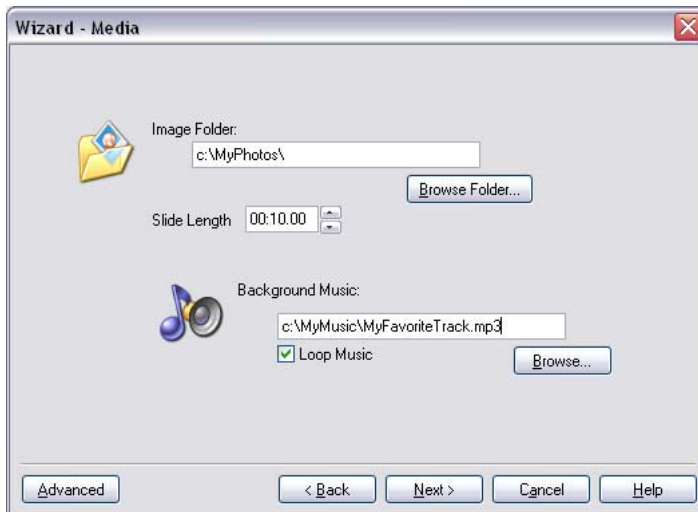 Wizard - Media
Image Folder:
c:\MyPhotos\
Browse Folder...
Slide Length 00:10.00
Background Music:
c:\MyMusic\MyFavoriteTrack.mp3
Loop Music
Browse...
Advanced < Back Next > Cancel Help